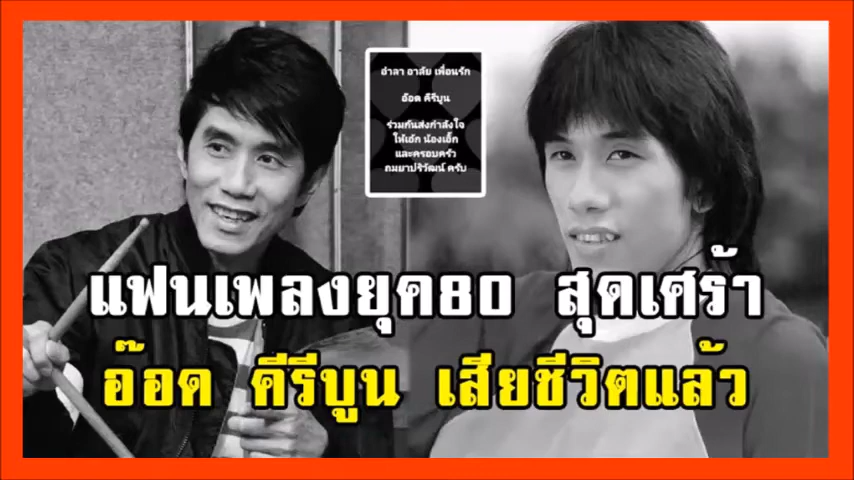 อำลา อาลัย เพื่อนรัก
อ๊อด คีรีบูน
ร่วมกันส่งกำลังใจ
ให้เอ้ก น้องเอิ๊ก
และครอบครัว
ถมยาปริวัฒน์ ครับ
แฟนเพลงยุค80 สุดเศร้า
อ๊อด คีรีบูน เสียชีวิตแล้ว